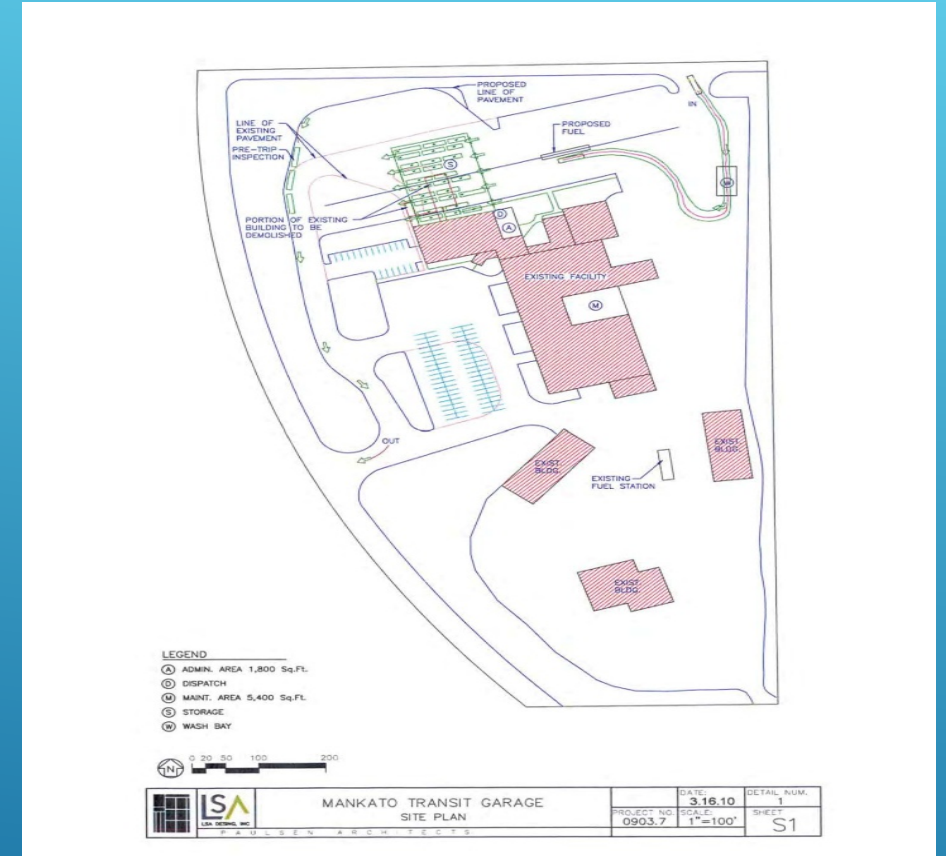 PROPOSED
LINE OF
PAVEMENT
IN
LINE OF
EXISTING
PAVEMENT
PROPOSED
FUEL
PRE-TRIP
INSPECTION
S
W
PORTION OF EXISTING
BUILDING TO BE
DEMOLISHED
D
A
EXISTING FACILITY
M
OUT
EXIST.
BLDG.
EXIST.
BLDG.
EXISTING
FUEL STATION
EXIST.
BLDG.
LEGEND
A ADMIN. AREA 1,800 Sq.Ft.
D DISPATCH
M MAINT. AREA 5,400 Sq.Ft.
S STORAGE
W WASH BAY
N 0 20 50 100 200
LSA
LSA DESING, INC
PAULSEN ARCHITECTS
MANKATO TRANSIT GARAGE
SITE PLAN
PROJECT NO.
0903.7
DATE:
3.16.10
SCALE:
1"=100'
DETAIL NUM.
1
SHEET
S1